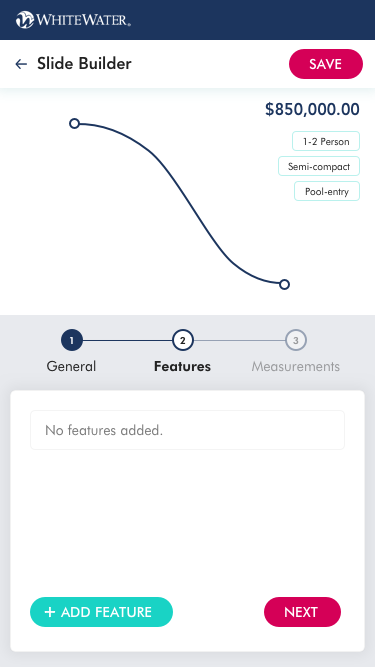 WHITEWATER®
Slide Builder
SAVE
$850,000.00
1-2 Person
Semi-compact
Pool-entry
1
2
3
General
Features
Measurements
No features added.
+ ADD FEATURE
NEXT